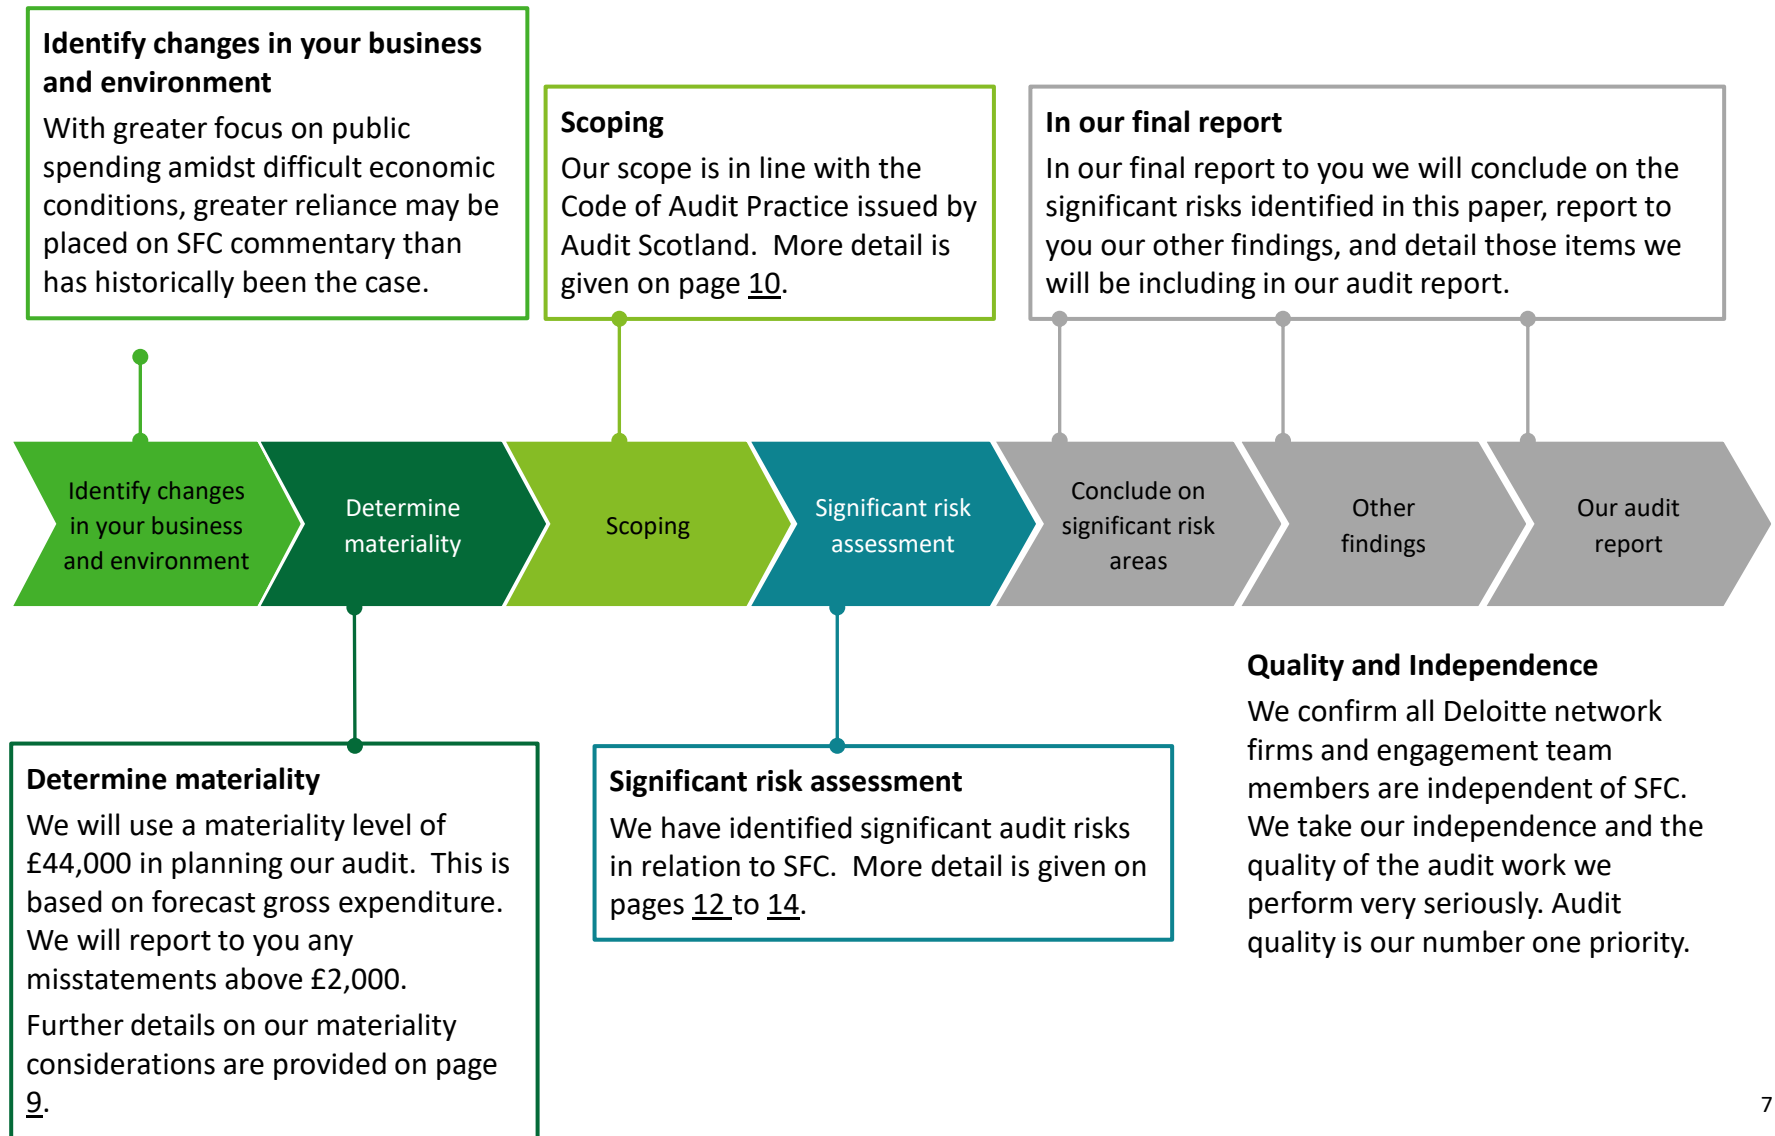 Identify changes in your business
and environment
With greater focus on public
spending amidst difficult economic
conditions, greater reliance may be
placed on SFC commentary than
has historically been the case.
Scoping
Our scope is in line with the
Code of Audit Practice issued by
Audit Scotland.  More detail is
given on page 10.
In our final report
In our final report to you we will conclude on the
significant risks identified in this paper, report to
you our other findings, and detail those items we
will be including in our audit report.
Identify changes
in your business
and environment
Determine
materiality
Scoping
Significant risk
assessment
Conclude on
significant risk
areas
Other
findings
Our audit
report
Determine materiality
We will use a materiality level of
£44,000 in planning our audit.  This is
based on forecast gross expenditure.
We will report to you any
misstatements above £2,000.
Further details on our materiality
considerations are provided on page
9.
Significant risk assessment
We have identified significant audit risks
in relation to SFC.  More detail is given on
pages 12 to 14.
Quality and Independence
We confirm all Deloitte network
firms and engagement team
members are independent of SFC.
We take our independence and the
quality of the audit work we
perform very seriously. Audit
quality is our number one priority.
7